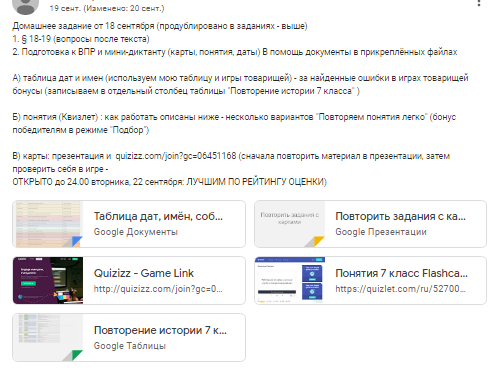 19 сент. (Изменено: 20 сент.)
Домашнее задание от 18 сентября (продублировано в заданиях - выше)
1. § 18-19 (вопросы после текста)
2. Подготовка к ВПР и мини-диктанту (карты, понятия, даты) В помощь документы в прикреплённых файлах
А) таблица дат и имен (используем мою таблицу и игры товарищей) - за найденные ошибки в играх товарищей
бонусы (записываем в отдельный столбец таблицы "Повторение истории 7 класса" )
Б) понятия (Квизлет) : как работать описаны ниже - несколько вариантов "Повторяем понятия легко" (бонус
победителям в режиме "Подбор")
В) карты: презентация и quizizz.com/join?gc=06451168 (сначала повторить материал в презентации, затем
проверить себя в игре -
ОТКРЫТО до 24.00 вторника, 22 сентября: ЛУЧШИМ ПО РЕЙТИНГУ ОЦЕНКИ)
Таблица дат, имён, соб...
Google Документы
Повторить задания с картами
Повторить задания с ка...
Google Презентации
Quizizz - Game Link
http://quizizz.com/join?gc=0...
Понятия 7 класс Flashca...
https://quizlet.com/ru/52700...
Повторение истории 7 к...
Google Таблицы